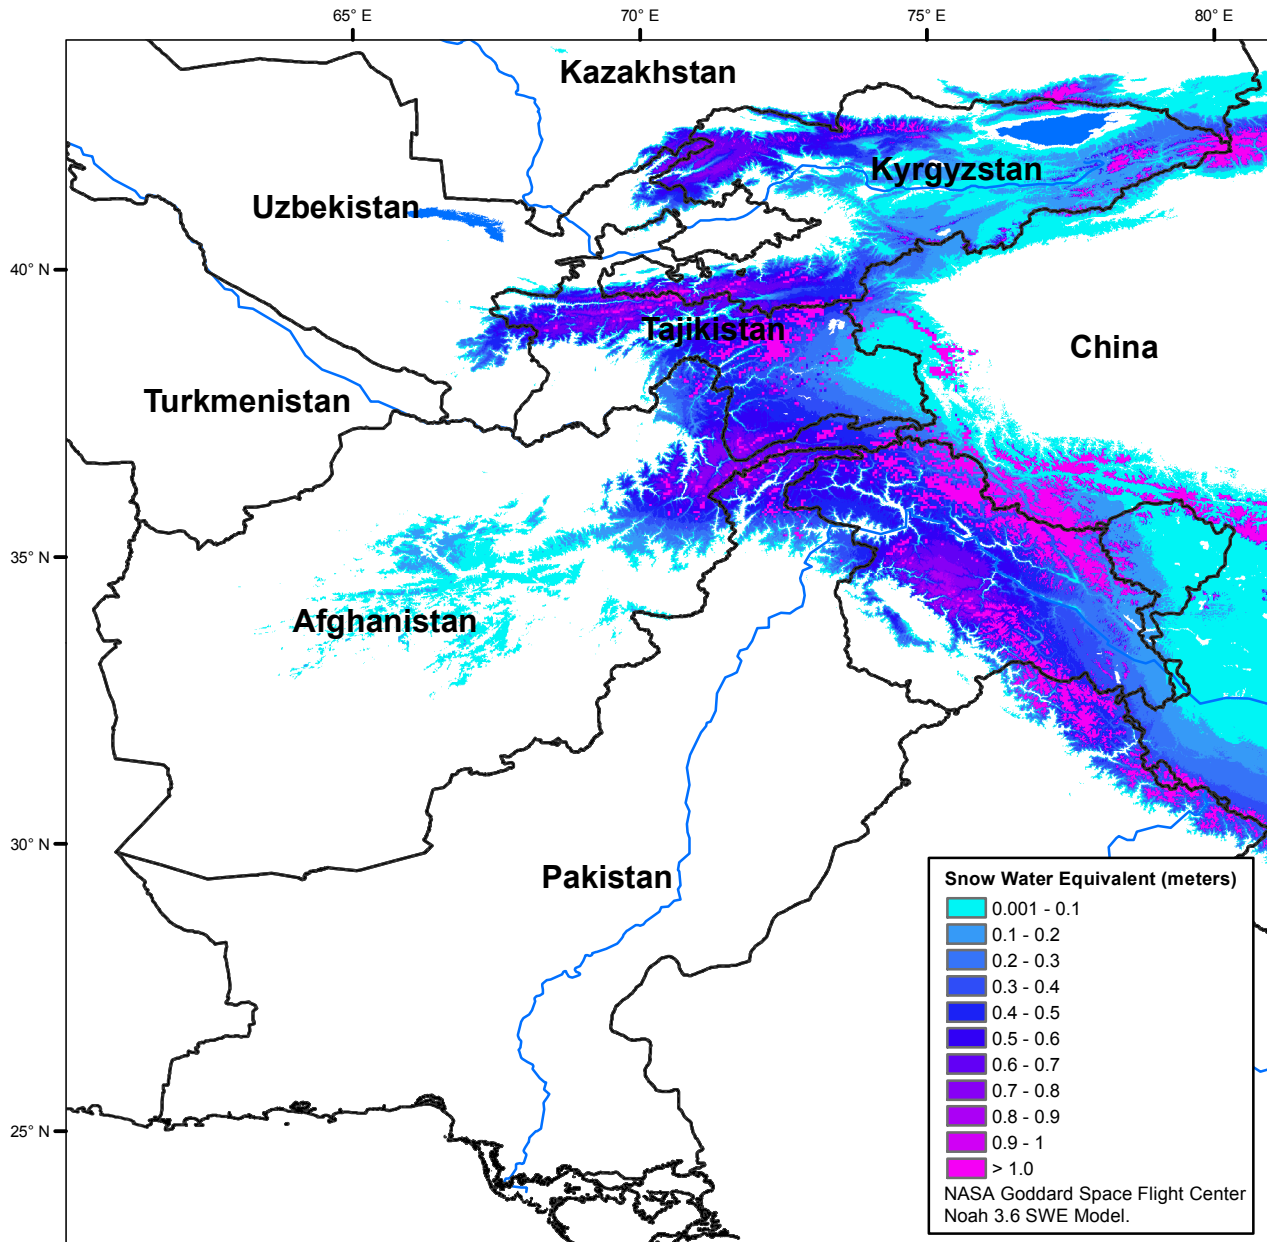 65° E
70° E
75° E
80° E
Kazakhstan
Kyrgyzstan
Uzbekistan
40° N
Tajikistan
China
Turkmenistan
35° N
Afghanistan
30° N
Pakistan
25° N
Snow Water Equivalent (meters)
0.001 - 0.1
0.1 - 0.2
0.2 - 0.3
0.3 - 0.4
0.4 - 0.5
0.5 - 0.6
0.6 - 0.7
0.7 - 0.8
0.8 - 0.9
0.9 - 1
> 1.0
NASA Goddard Space Flight Center
Noah 3.6 SWE Model.